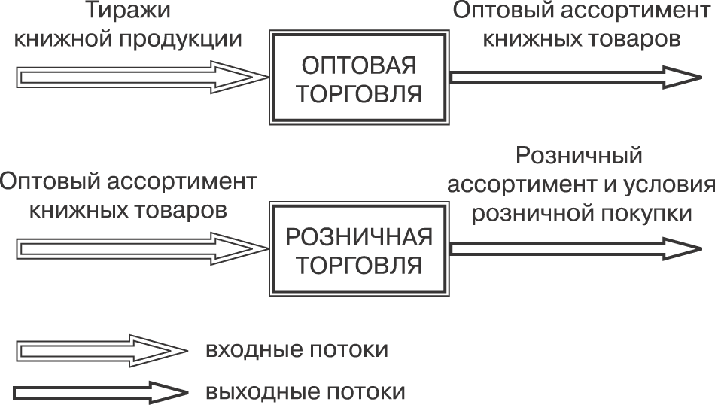 Тиражи
книжной продукции
ОПТОВАЯ
ТОРГОВЛЯ
Оптовый ассортимент
книжных товаров
Оптовый ассортимент
книжных товаров
РОЗНИЧНАЯ
ТОРГОВЛЯ
Розничный
ассортимент и условия
розничной покупки
входные потоки
выходные потоки